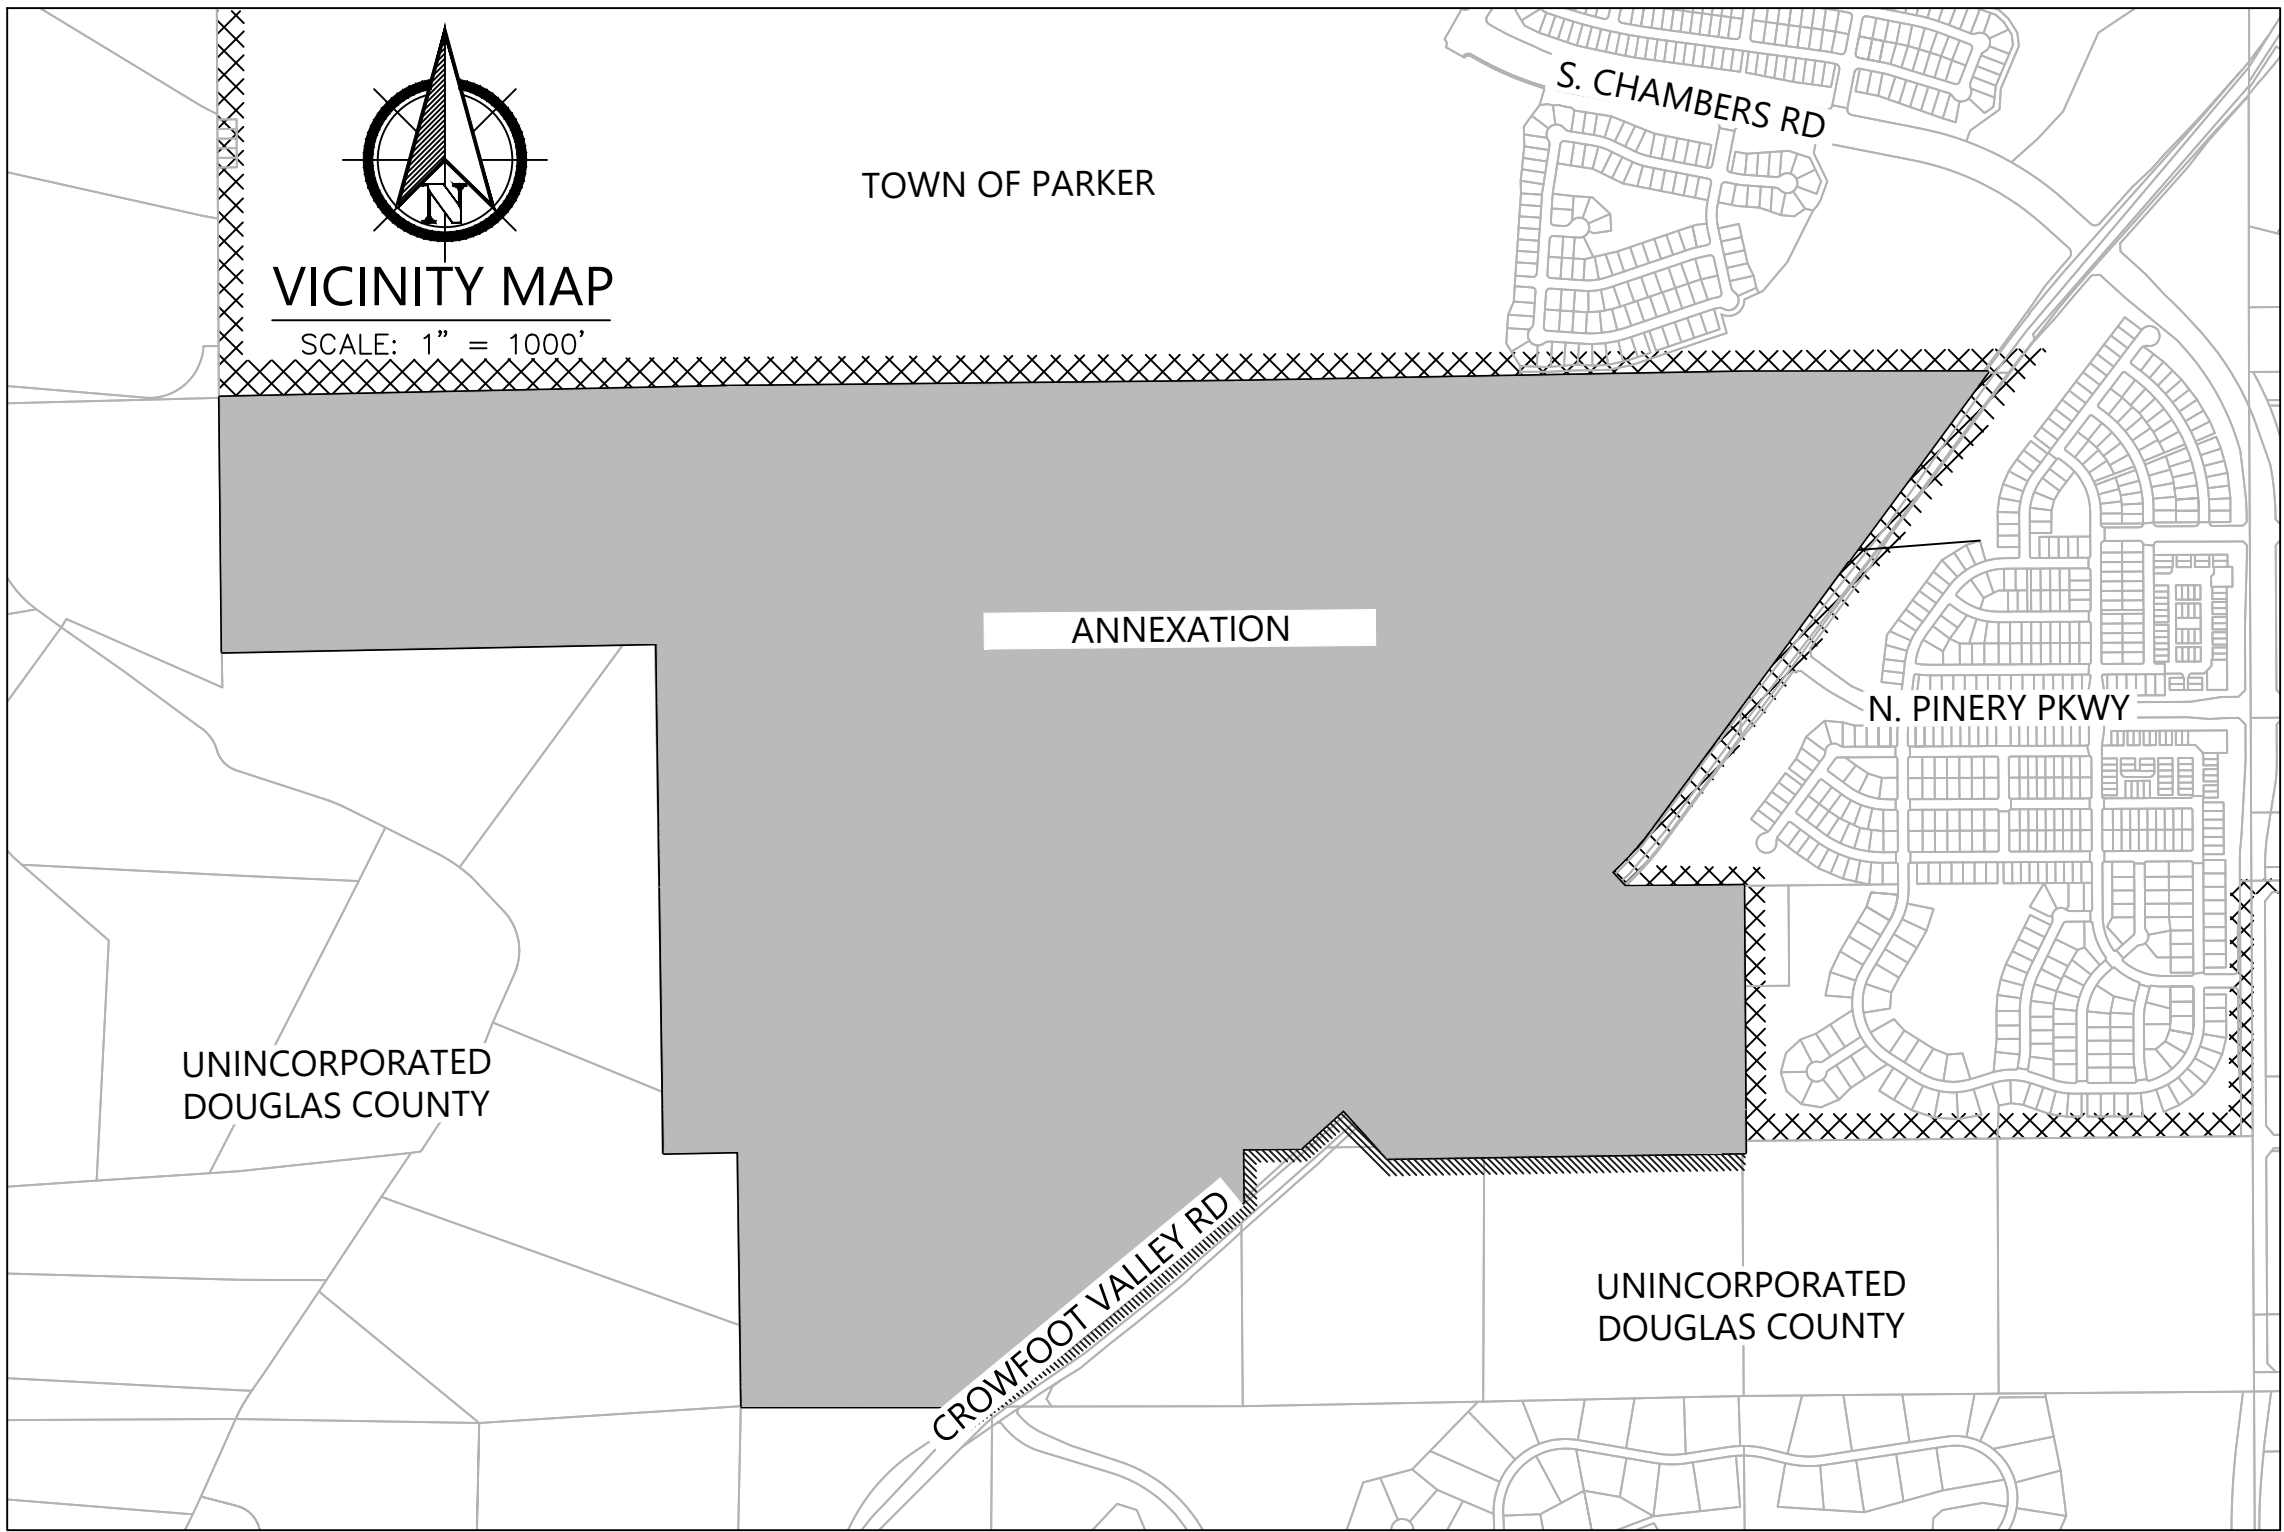 S. CHAMBERS RD
TOWN OF PARKER
N
VICINITY MAP
SCALE: 1" = 1000'
ANNEXATION
N. PINERY PKWY
UNINCORPORATED
DOUGLAS COUNTY
CROWFOOT VALLEY RD
UNINCORPORATED
DOUGLAS COUNTY